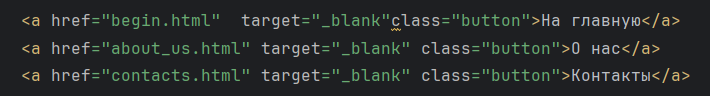 <a href="begin.html"  target="_blank"class="button">На главную</a>
<a href="about_us.html" target="_blank" class="button">О нас</a>
<a href="contacts.html" target="_blank" class="button">Контакты</a>